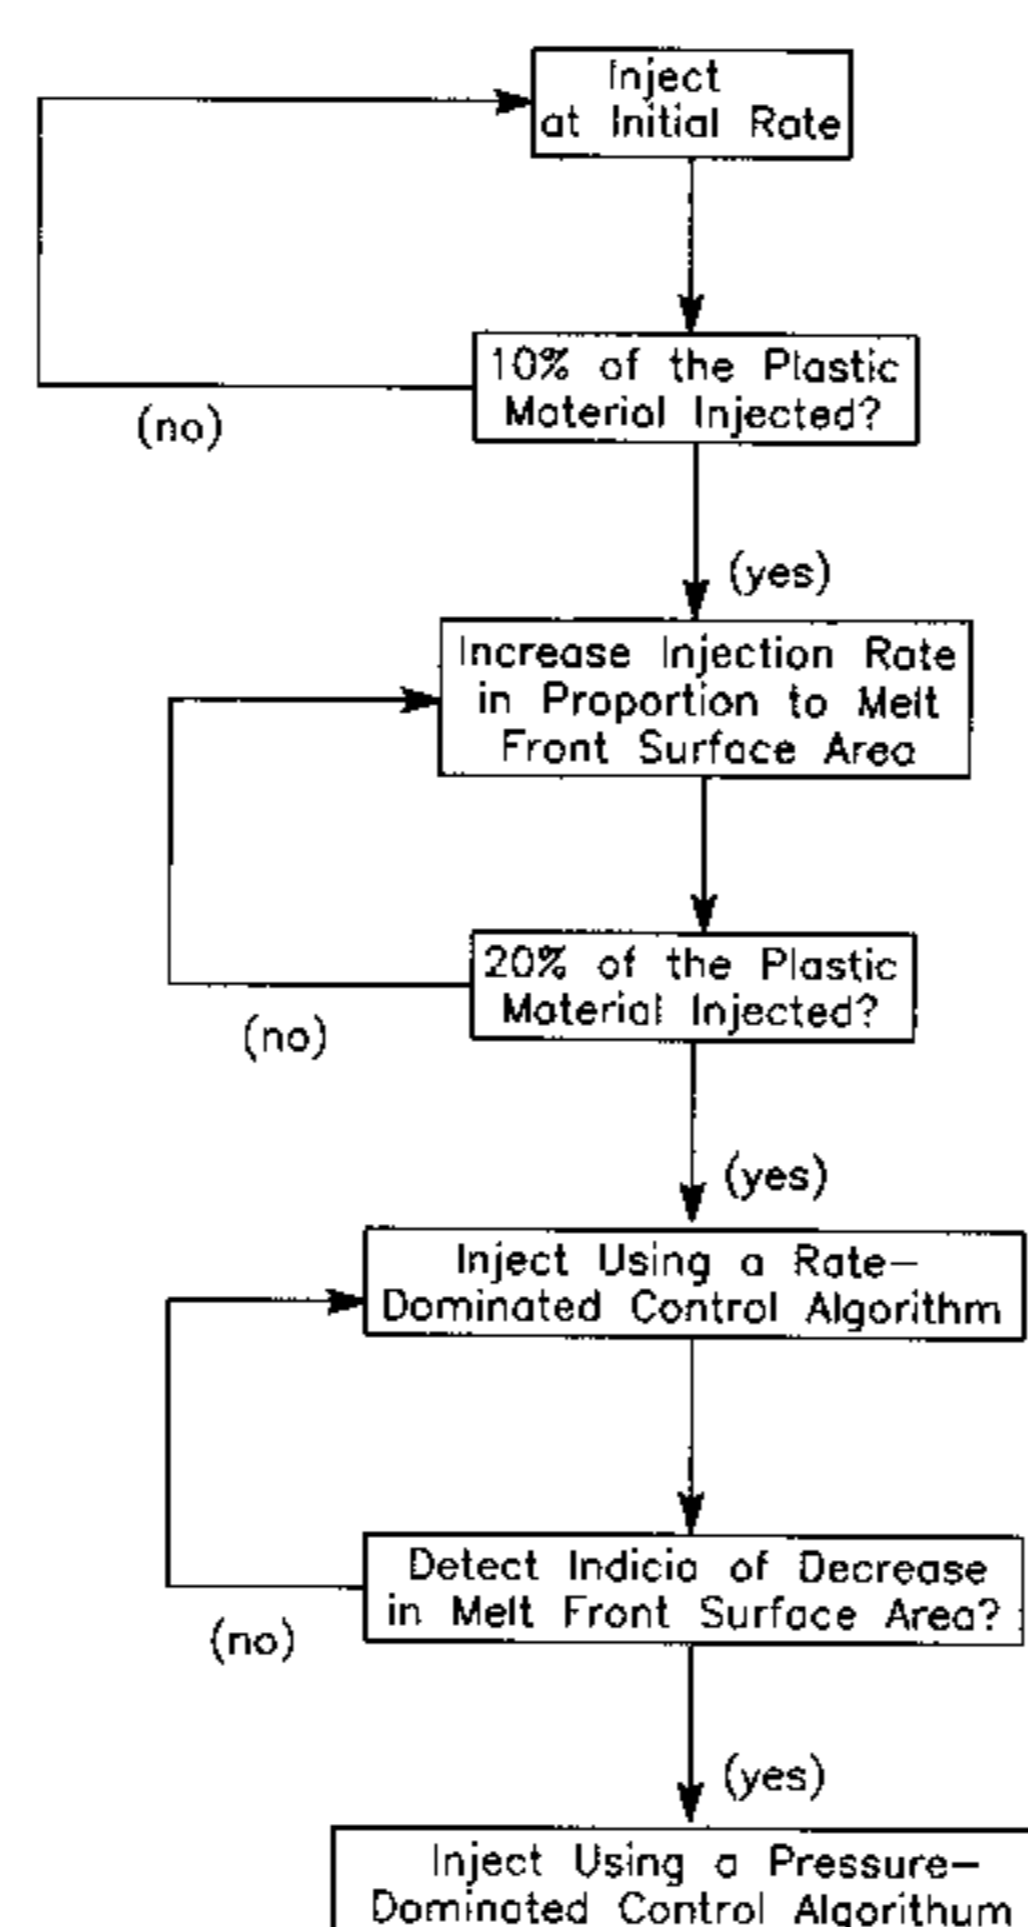 Inject
at Initial Rate
10% of the Plastic
Material Injected?
(no)
(yes)
Increase Injection Rate
in Proportion to Melt
Front Surface Area
20% of the Plastic
Material Injected?
(no)
(yes)
Inject Using a Rate-
Dominated Control Algorithm
Detect Indicia of Decrease
in Melt Front Surface Area?
(no)
(yes)
Inject Using a Pressure-
Dominated Control Algorithum